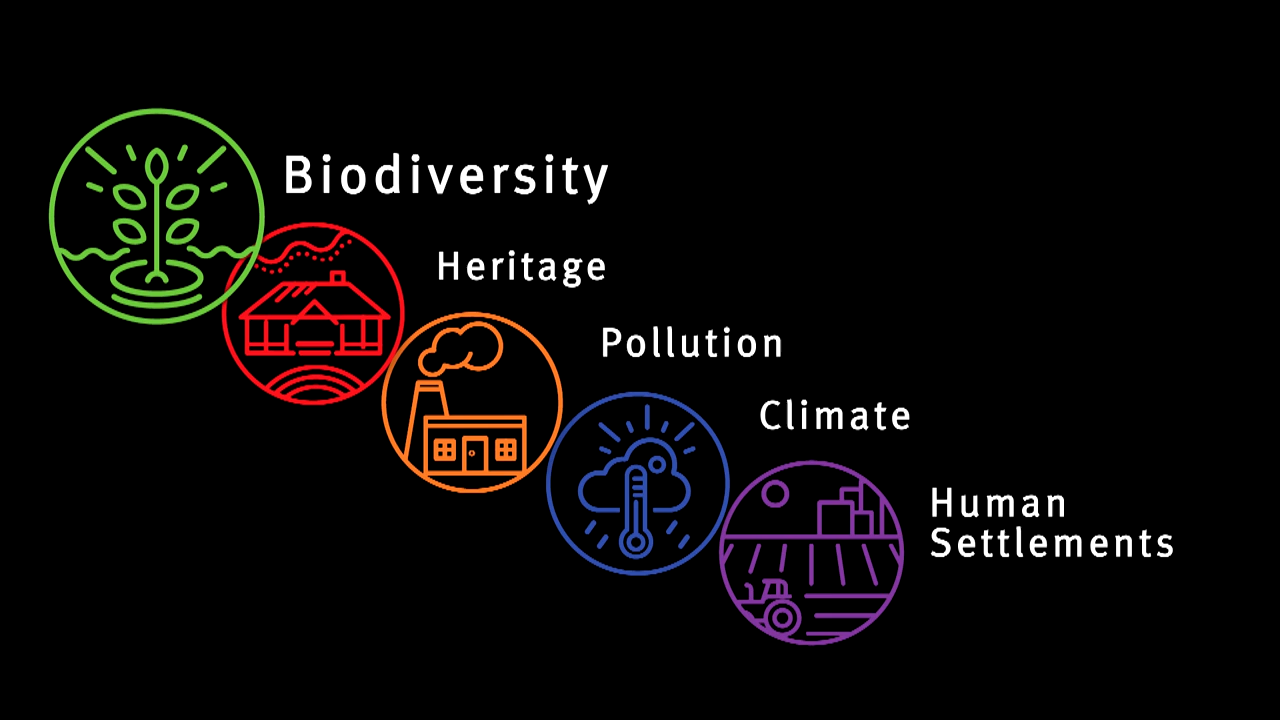 Biodiversity
Heritage
Pollution
Climate
Human
Settlements